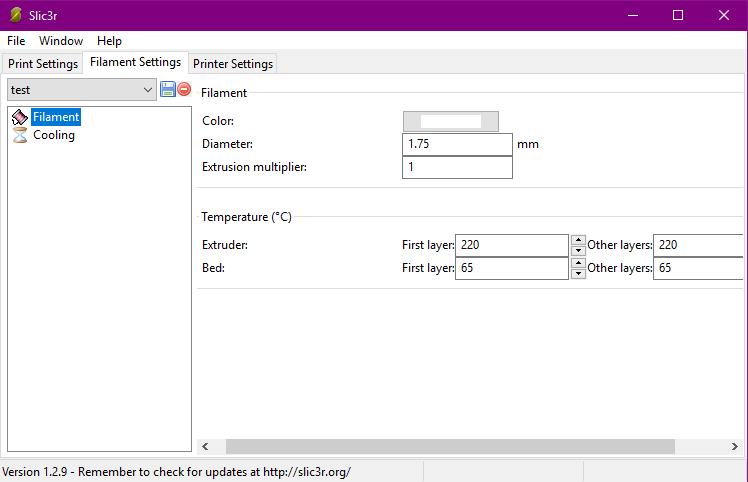 Slic3r
File Window Help
Print Settings Filament Settings Printer Settings
test
Filament
Cooling
Filament
Color:
Diameter: 1.75 mm
Extrusion multiplier: 1
Temperature (°C)
Extruder: First layer: 220 Other layers: 220
Bed: First layer: 65 Other layers: 65
Version 1.2.9 - Remember to check for updates at http://slic3r.org/